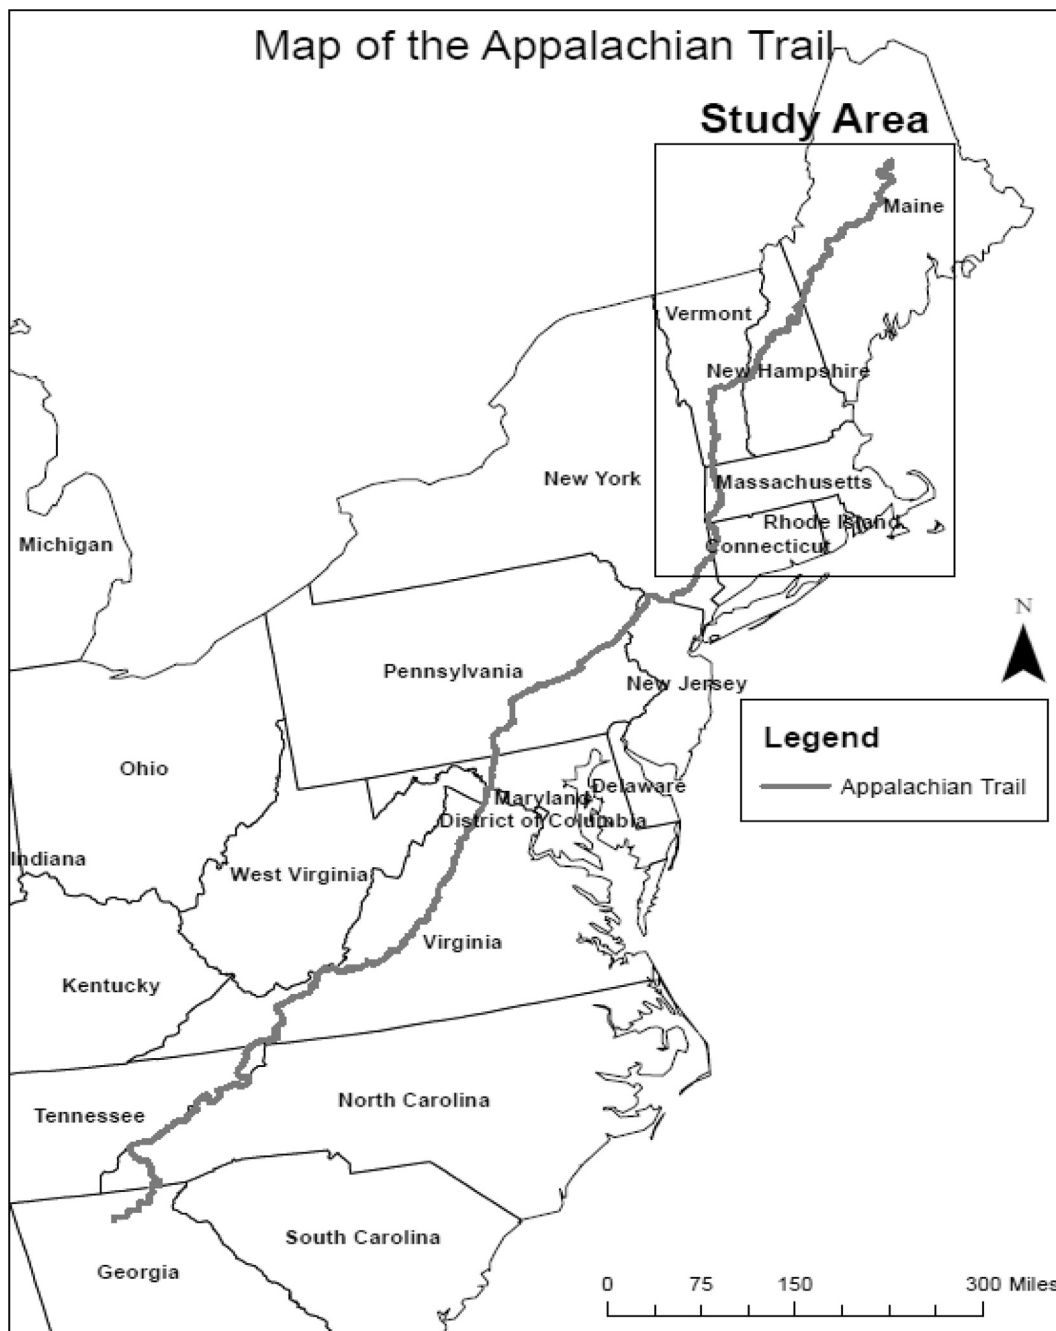 Map of the Appalachian Trail
Study Area
Maine
Vermont
New Hampshire
New York
Massachusetts
Rhode Island
Connecticut
Michigan
N
Pennsylvania
New Jersey
Legend
Appalachian Trail
Ohio
Delaware
Maryland
District of Columbia
Indiana
West Virginia
Virginia
Kentucky
North Carolina
Tennessee
South Carolina
Georgia
0 75 150 300 Miles